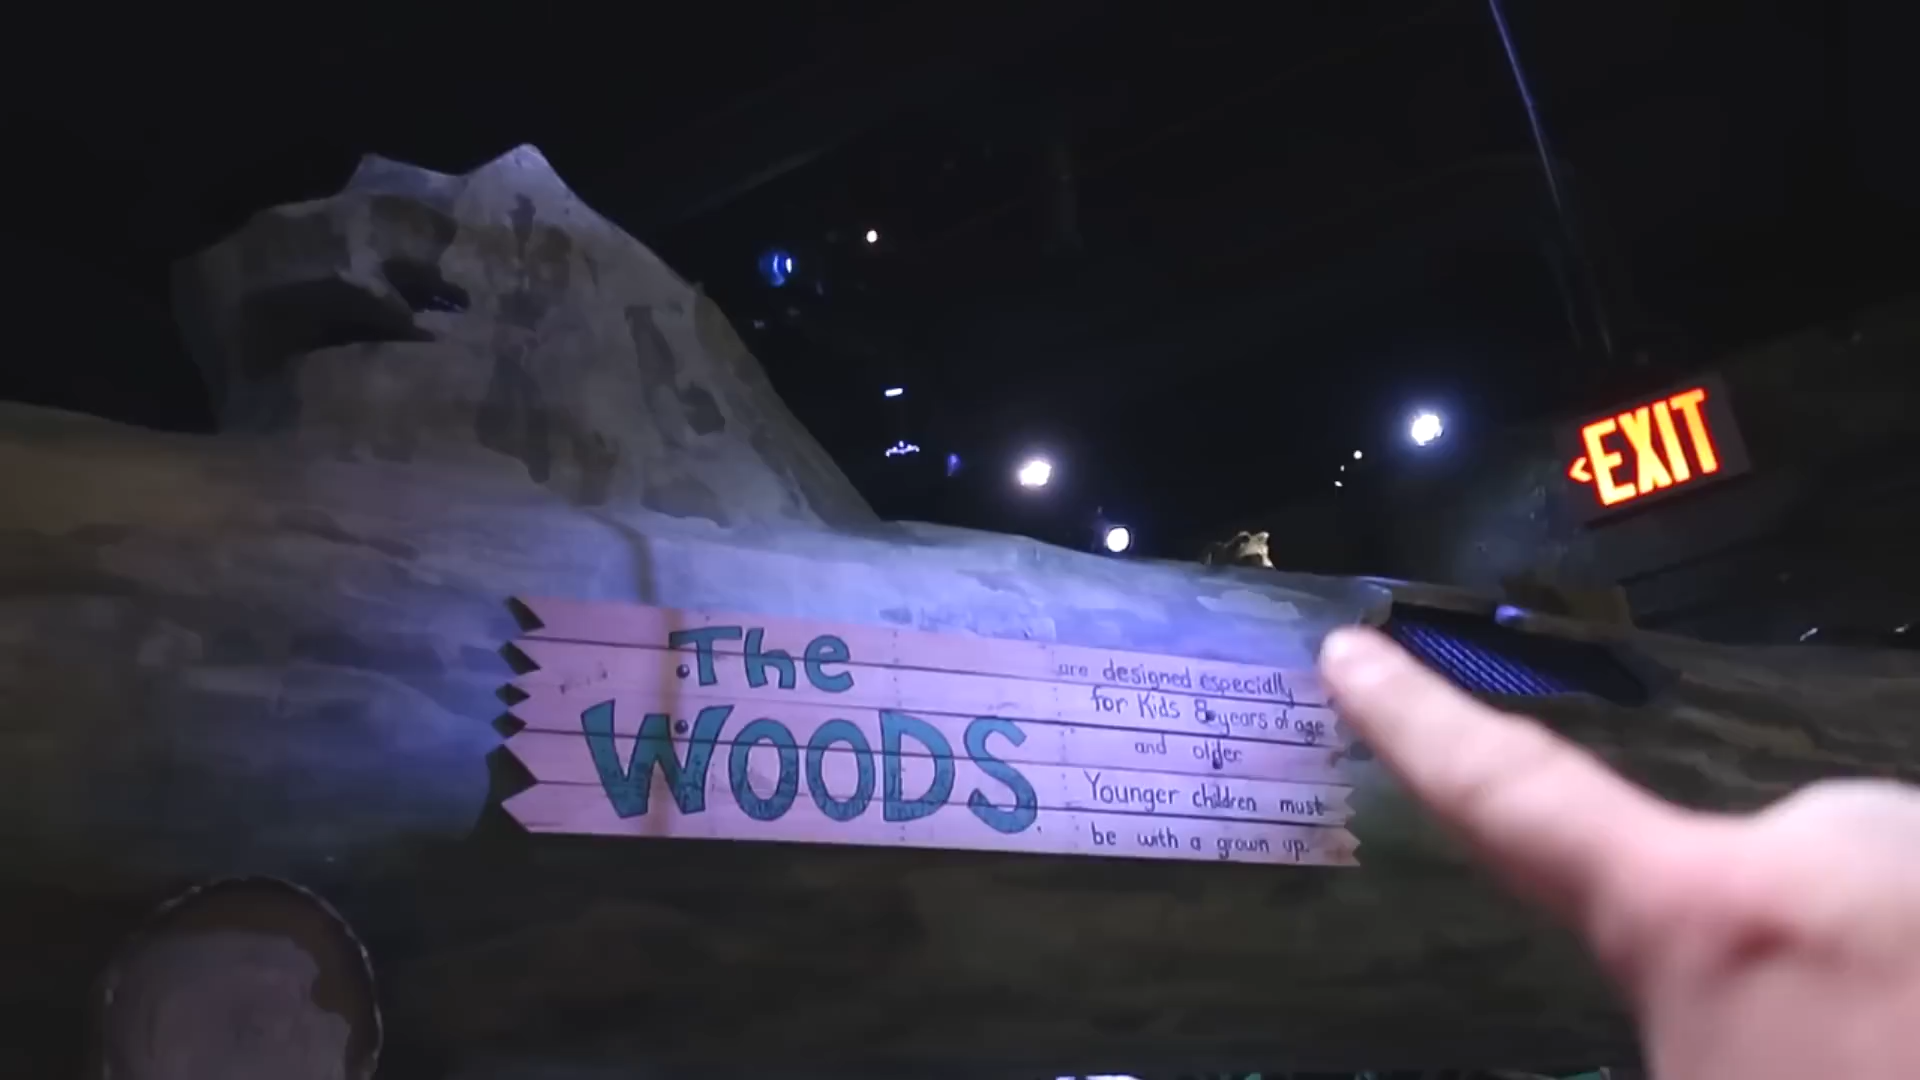 EXIT
The
WOODS
are designed especially
for Kids 8 years of age
and older
Younger children must
be with a grown up.